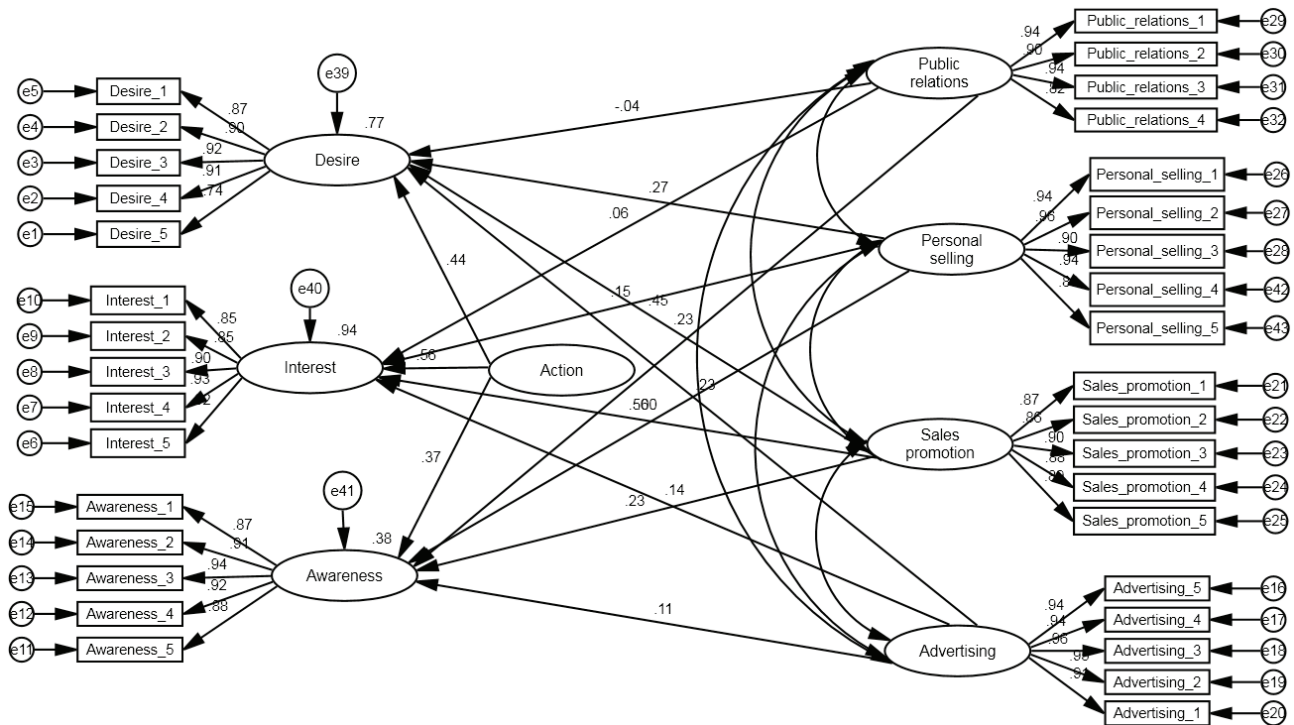 e39
.77
Desire
e5
Desire_1
.87
e4
Desire_2
.90
e3
Desire_3
.92
e2
Desire_4
.91
e1
Desire_5
.74
e40
.94
Interest
e10
Interest_1
.85
e9
Interest_2
.85
e8
Interest_3
.90
e7
Interest_4
.93
e6
Interest_5
e41
.38
Awareness
e15
Awareness_1
.87
e14
Awareness_2
.91
e13
Awareness_3
.94
e12
Awareness_4
.92
e11
Awareness_5
.88
Action
.44
.56
.37
-.04
.27
.06
.15
.45
.23
.23
.14
.23
.11
Public
relations
.94
Public_relations_1
e29
.90
Public_relations_2
e30
.94
Public_relations_3
e31
.82
Public_relations_4
e32
Personal
selling
.94
Personal_selling_1
e26
.96
Personal_selling_2
e27
.90
Personal_selling_3
e28
.94
Personal_selling_4
e42
Personal_selling_5
e43
Sales
promotion
.87
Sales_promotion_1
e21
.86
Sales_promotion_2
e22
.90
Sales_promotion_3
e23
.88
Sales_promotion_4
e24
Sales_promotion_5
e25
Advertising
.94
Advertising_5
e16
.94
Advertising_4
e17
.96
Advertising_3
e18
Advertising_2
e19
Advertising_1
e20